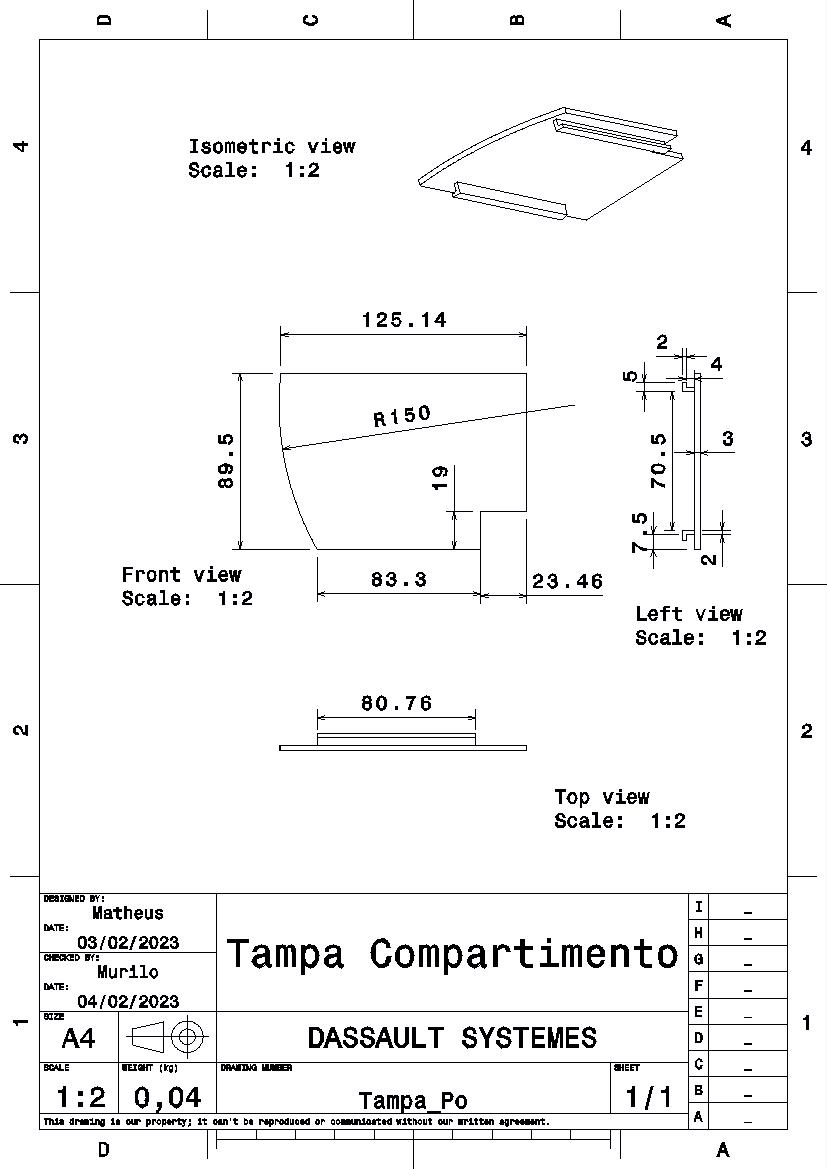 D C B A
4 4
Isometric view
Scale: 1:2
125.14
2
4
5
R150
3 3
89.5
19
70.5
3
7.5
2
Front view
Scale: 1:2
83.3
23.46
Left view
Scale: 1:2
80.76
2 2
Top view
Scale: 1:2
DESIGNED BY:
Matheus
DATE:
03/02/2023
CHECKED BY:
Murilo
DATE:
04/02/2023
Tampa Compartimento
I _
H _
G _
F _
E _
D _
C _
B _
A _
1 1
SIZE
A4
DASSAULT SYSTEMES
SCALE
1:2
WEIGHT (kg)
0,04
DRAWING NUMBER
Tampa_Po
SHEET
1/1
This drawing is our property; it can't be reproduced or communicated without our written agreement.
D A